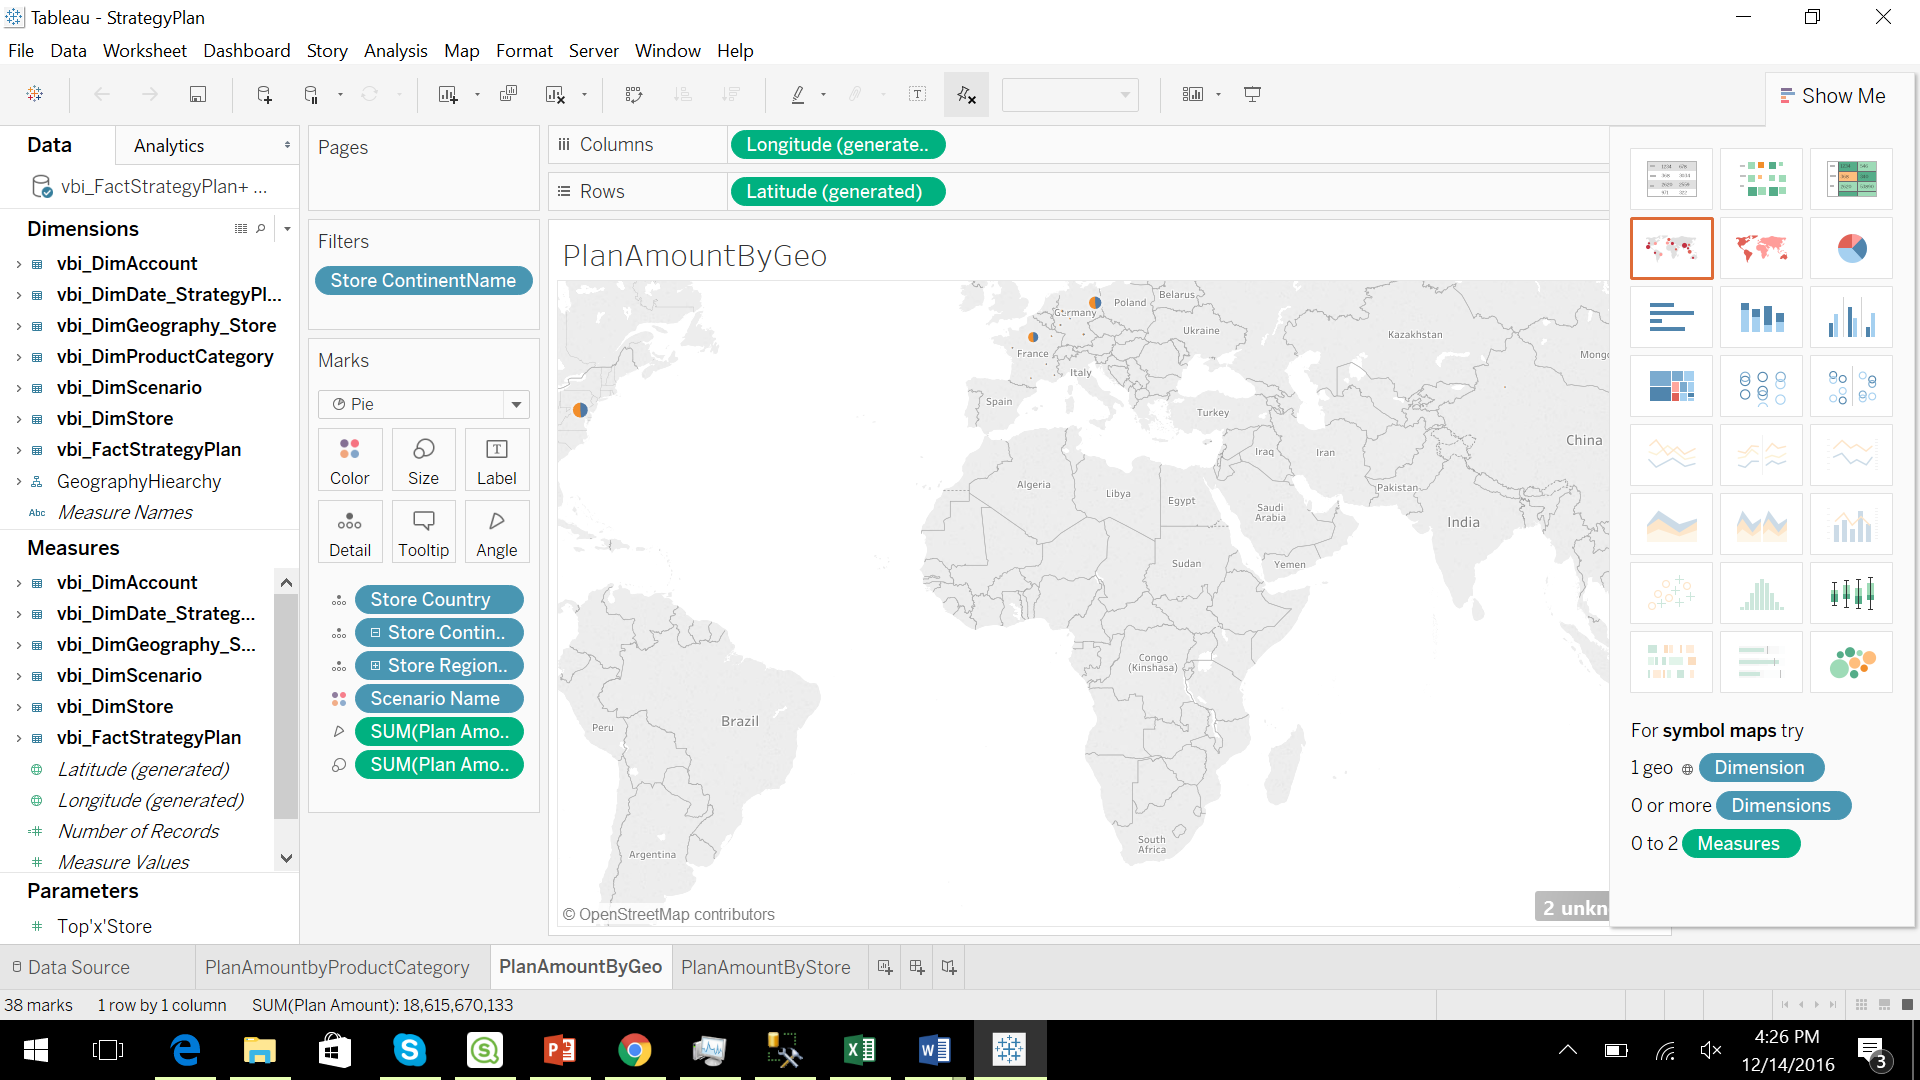 Tableau - StrategyPlan
File Data Worksheet Dashboard Story Analysis Map Format Server Window Help
Show Me
Data
Analytics
vbi_FactStrategyPlan+ ...
Dimensions
vbi_DimAccount
vbi_DimDate_StrategyPl...
vbi_DimGeography_Store
vbi_DimProductCategory
vbi_DimScenario
vbi_DimStore
vbi_FactStrategyPlan
GeographyHiearchy
Abc Measure Names
Measures
vbi_DimAccount
vbi_DimDate_Strateg...
vbi_DimGeography_S...
vbi_DimScenario
vbi_DimStore
vbi_FactStrategyPlan
Latitude (generated)
Longitude (generated)
Number of Records
Measure Values
Parameters
Top'x'Store
Pages
Filters
Store ContinentName
Marks
Pie
Color
Size
Label
Detail
Tooltip
Angle
Store Country
Store Contin..
Store Region..
Scenario Name
SUM(Plan Amo..
SUM(Plan Amo..
Columns
Longitude (generate..
Rows
Latitude (generated)
PlanAmountByGeo
Belarus
Poland
Germany
Ukraine
Kazakhstan
Mong
France
Italy
Spain
Turkey
China
Iraq
Iran
Algeria
Libya
Egypt
Pakistan
Saudi
Arabia
India
Sudan
Yemen
Congo
(Kinshasa)
Brazil
Peru
South
Africa
Argentina
© OpenStreetMap contributors
2 unkn
For symbol maps try
1 geo Dimension
0 or more Dimensions
0 to 2 Measures
Data Source
PlanAmountbyProductCategory
PlanAmountByGeo
PlanAmountByStore
38 marks
1 row by 1 column
SUM(Plan Amount): 18,615,670,133
4:26 PM
12/14/2016
3